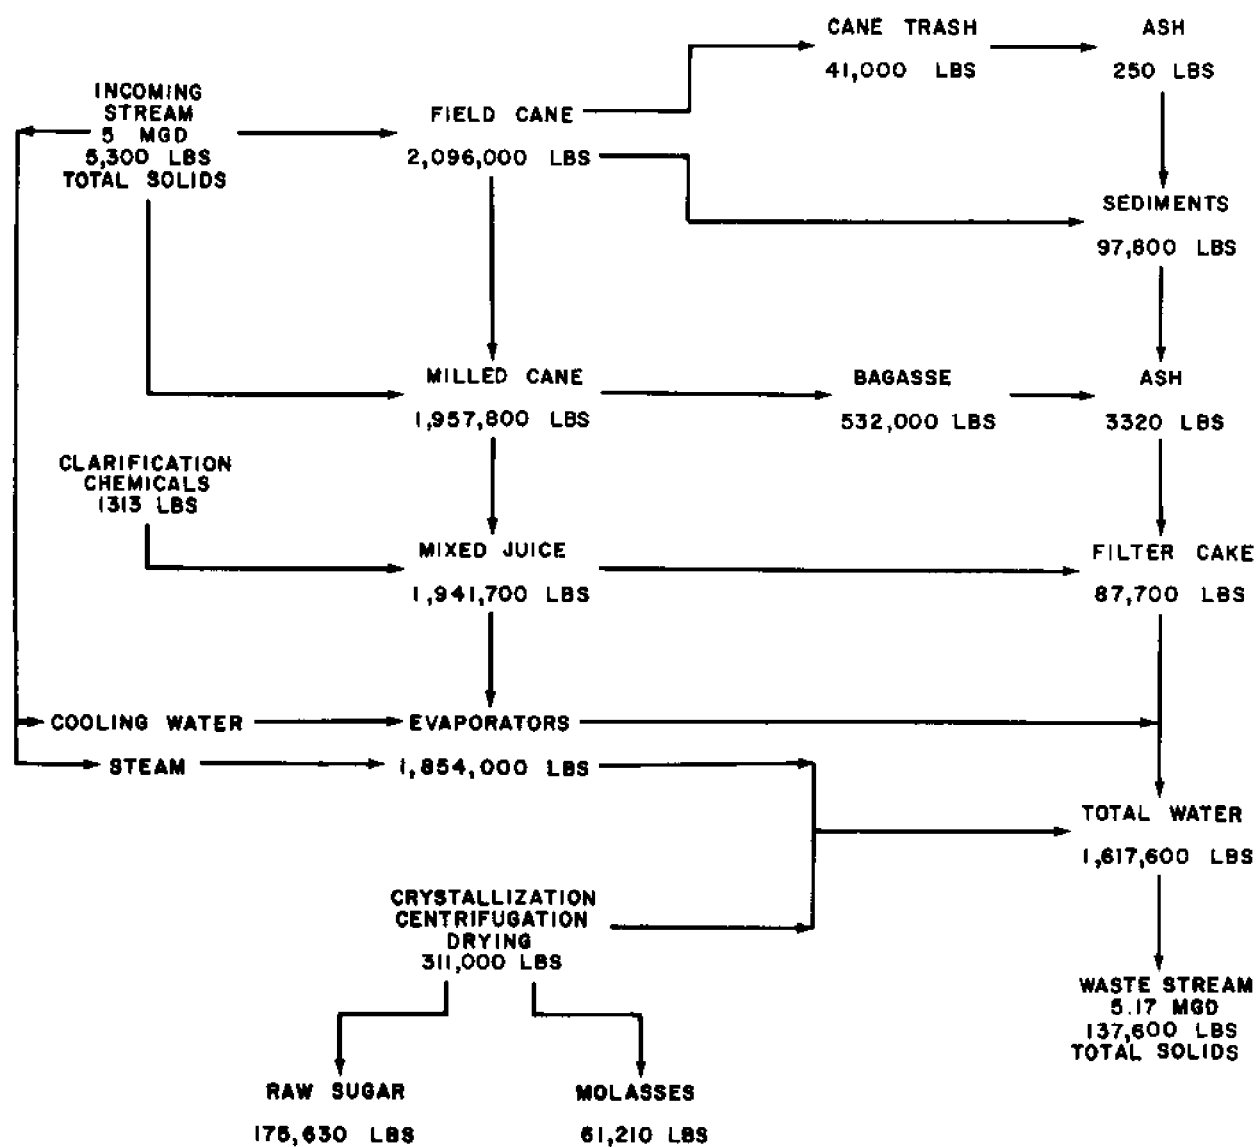 CANE TRASH
41,000 LBS
ASH
250 LBS
INCOMING
STREAM
5 MGD
5,300 LBS
TOTAL SOLIDS
FIELD CANE
2,096,000 LBS
SEDIMENTS
97,800 LBS
MILLED CANE
1,957,800 LBS
BAGASSE
532,000 LBS
ASH
3320 LBS
CLARIFICATION
CHEMICALS
1313 LBS
MIXED JUICE
1,941,700 LBS
FILTER CAKE
87,700 LBS
COOLING WATER
EVAPORATORS
STEAM
1,854,000 LBS
TOTAL WATER
1,617,600 LBS
CRYSTALLIZATION
CENTRIFUGATION
DRYING
311,000 LBS
WASTE STREAM
5.17 MGD
137,600 LBS
TOTAL SOLIDS
RAW SUGAR
175,630 LBS
MOLASSES
61,210 LBS